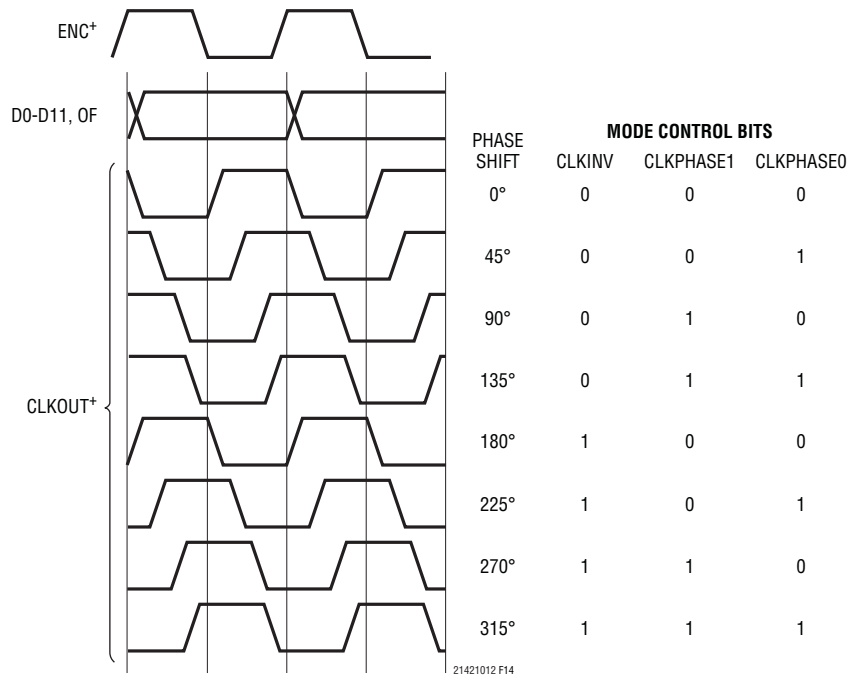 ENC+
D0-D11, OF
PHASE SHIFT
MODE CONTROL BITS
CLKINV CLKPHASE1 CLKPHASE0
0° 0 0 0
45° 0 0 1
90° 0 1 0
135° 0 1 1
CLKOUT+
180° 1 0 0
225° 1 0 1
270° 1 1 0
315° 1 1 1
21421012 F14